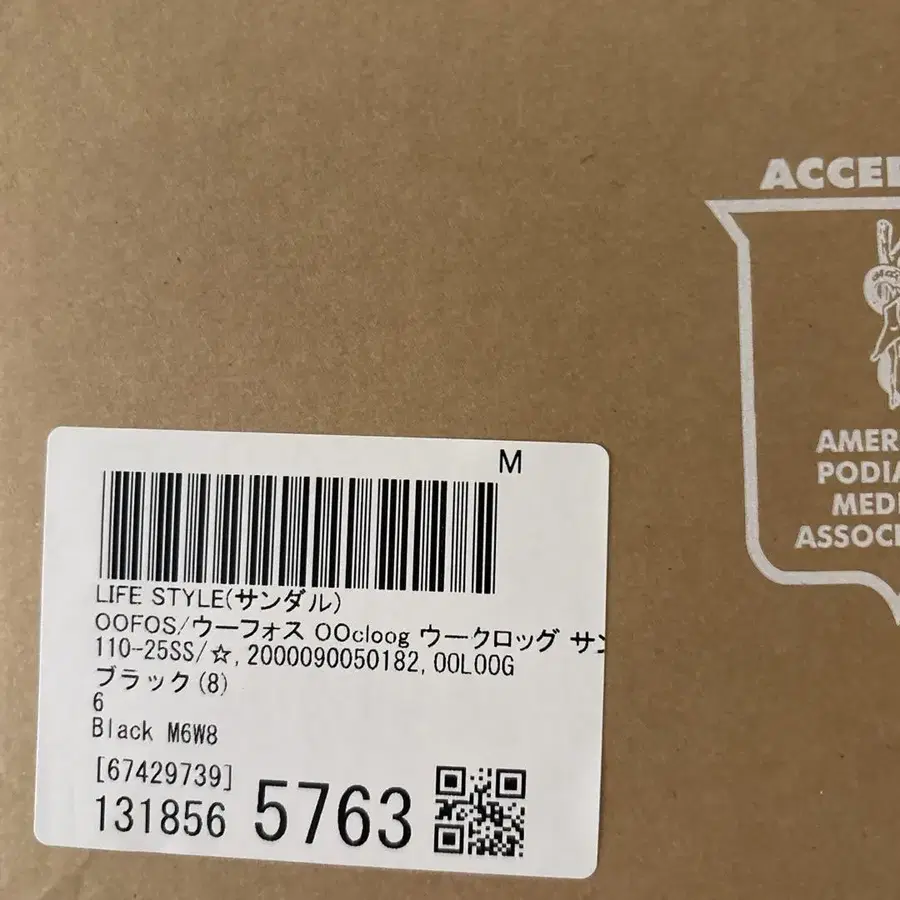 ACCE
AMER
PODIA
MEDI
ASSOCI
M
LIFE STYLE(サンダル)
OOFOS/ウーフォス OOcloog ウークロッグ サン
110-25SS/☆,2000090050182,OOLOOG
ブラック(8)
6
Black M6W8
[67429739]
131856 5763